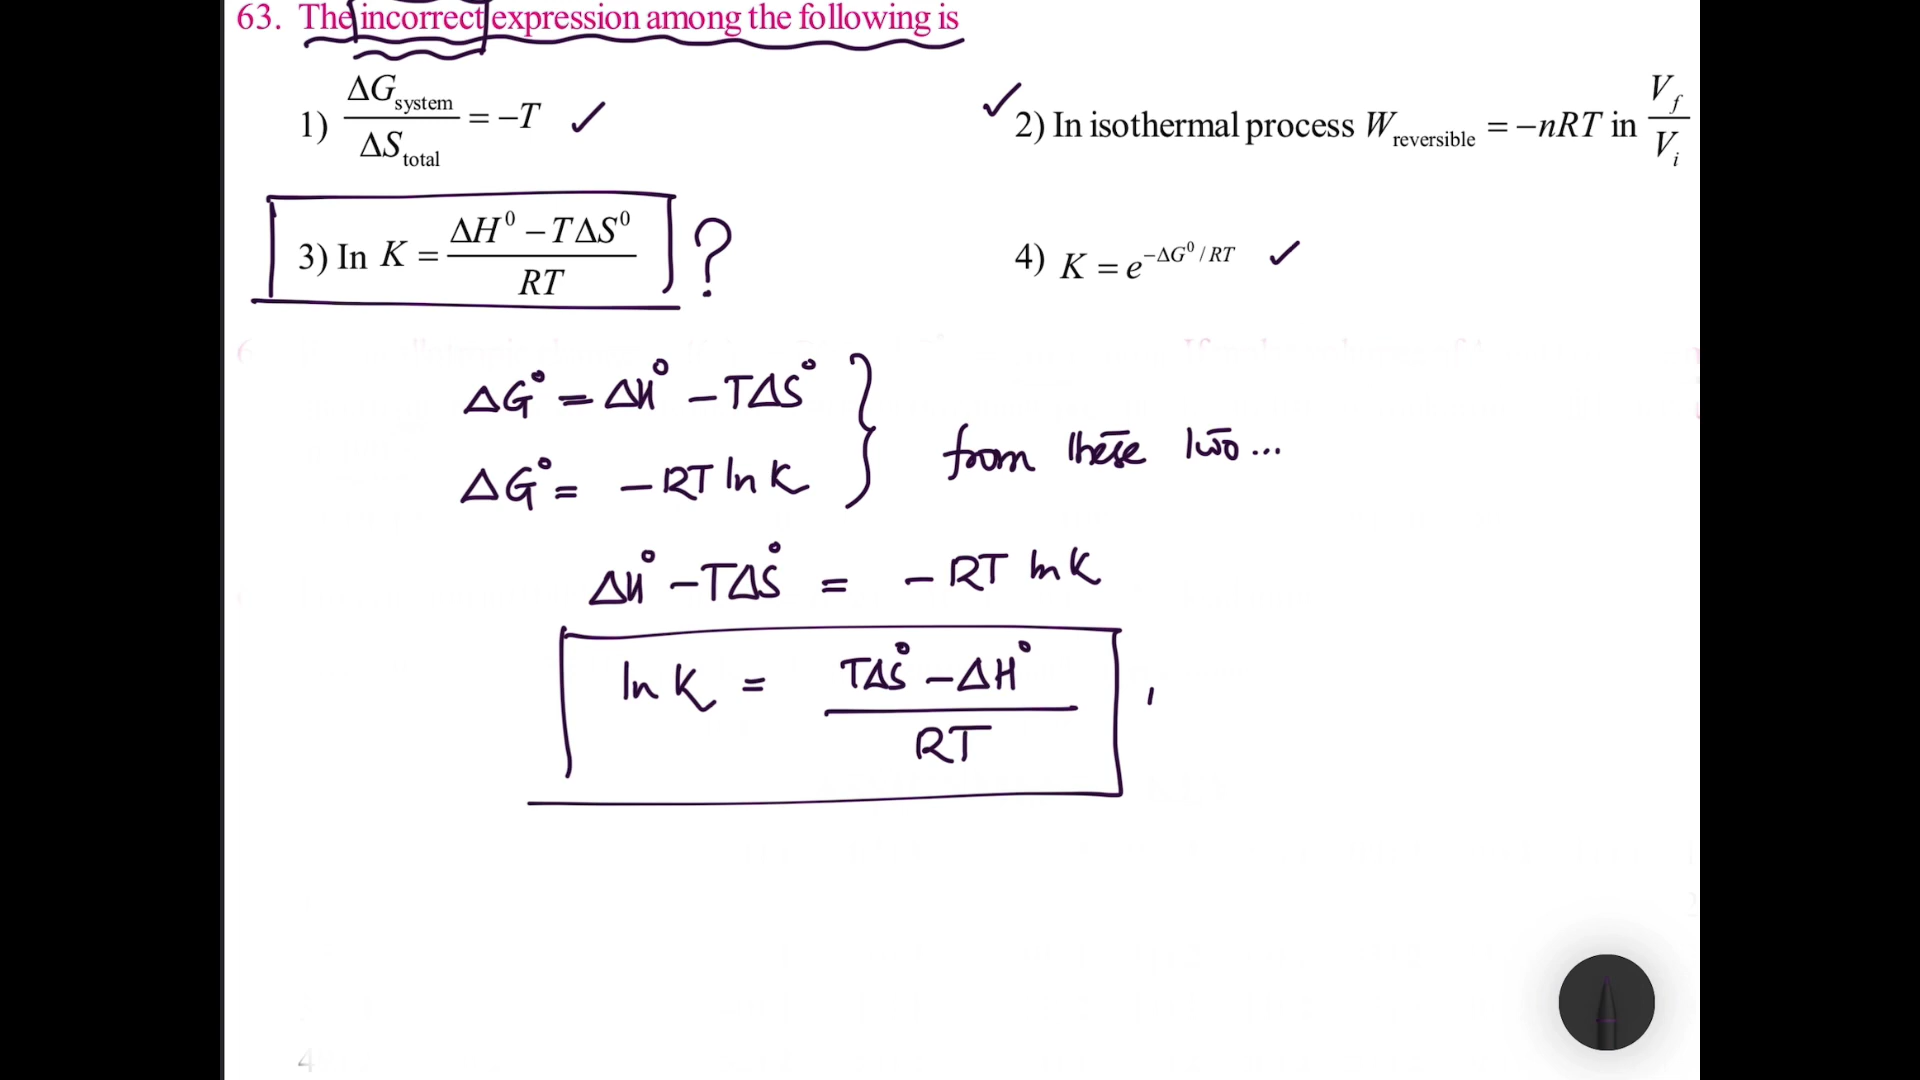 63. The incorrect expression among the following is
1) ΔG_system / ΔS_total = −T ✓
✓ 2) In isothermal process W_reversible = −nRT in V_f / V_i
3) In K = (ΔH⁰ − TΔS⁰) / RT ?
4) K = e^(−ΔG⁰ / RT) ✓
ΔG° = ΔH° − TΔS°
ΔG° = − RT ln K
from these two...
ΔH° − TΔS° = − RT ln K
ln K = (TΔS° − ΔH°) / RT